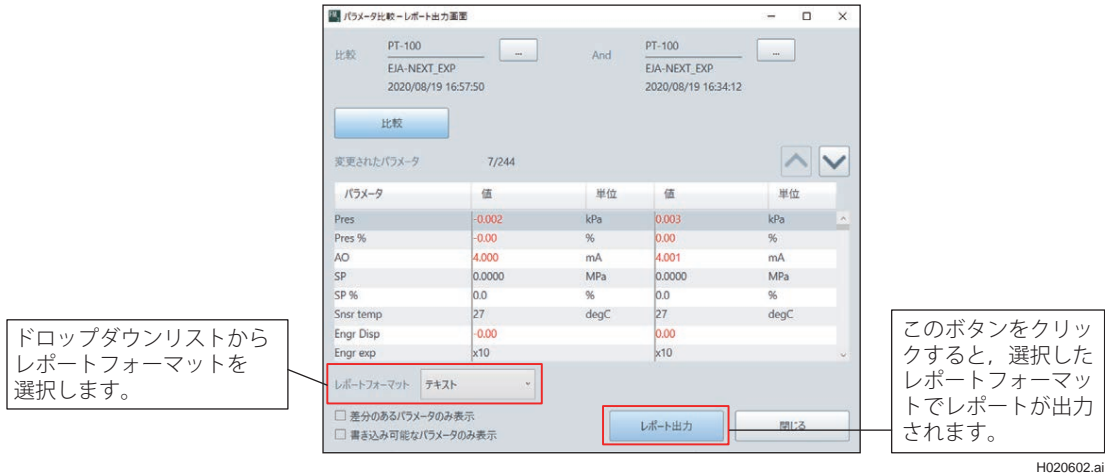 パラメータ比較ーレポート出力画面
比較 PT-100 ... And PT-100 ...
EJA-NEXT_EXP EJA-NEXT_EXP
2020/08/19 16:57:50 2020/08/19 16:34:12
比較
変更されたパラメータ 7/244
パラメータ 値 単位 値 単位
Pres -0.002 kPa 0.003 kPa
Pres % -0.00 % 0.00 %
AO 4.000 mA 4.001 mA
SP 0.0000 MPa 0.0000 MPa
SP % 0.0 % 0.0 %
Snsr temp 27 degC 27 degC
Engr Disp -0.00 0.00
Engr exp x10 x10
レポートフォーマット テキスト
差分のあるパラメータのみ表示
書き込み可能なパラメータのみ表示
レポート出力 閉じる
ドロップダウンリストから
レポートフォーマットを
選択します。
このボタンをクリッ
クすると，選択した
レポートフォーマッ
トでレポートが出力
されます。
H020602.ai